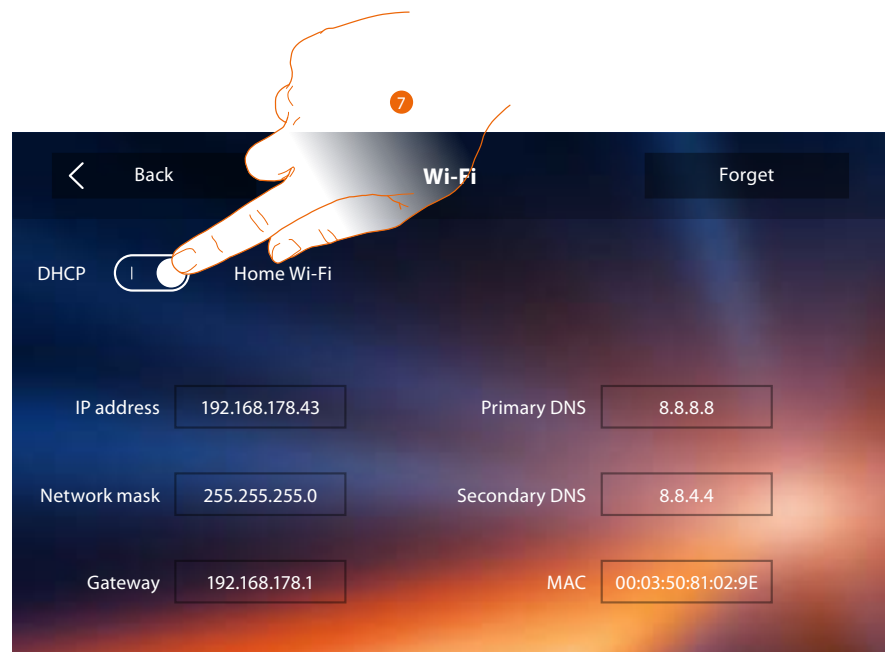 7
Back Wi-Fi Forget
DHCP I Home Wi-Fi
IP address 192.168.178.43 Primary DNS 8.8.8.8
Network mask 255.255.255.0 Secondary DNS 8.8.4.4
Gateway 192.168.178.1 MAC 00:03:50:81:02:9E